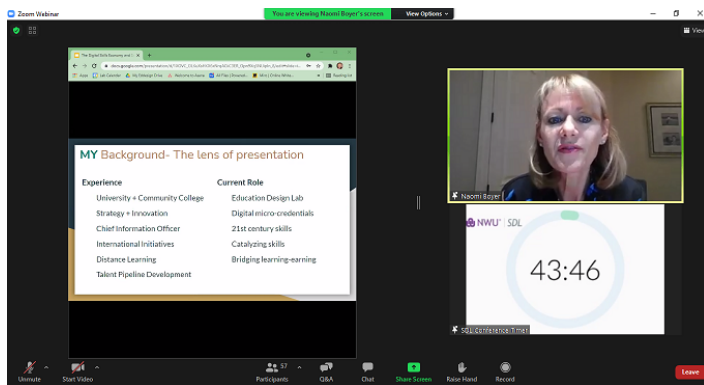 Zoom Webinar
You are viewing Naomi Boyer's screen
View Options
View
MY Background- The lens of presentation
Experience
University + Community College
Strategy + Innovation
Chief Information Officer
International Initiatives
Distance Learning
Talent Pipeline Development
Current Role
Education Design Lab
Digital micro-credentials
21st century skills
Catalyzing skills
Bridging learning-earning
Naomi Boyer
NWU SDL
43:46
SDL Conference Timer
Unmute
Start Video
57
Participants
Q&A
Chat
Share Screen
Raise Hand
Record
Leave